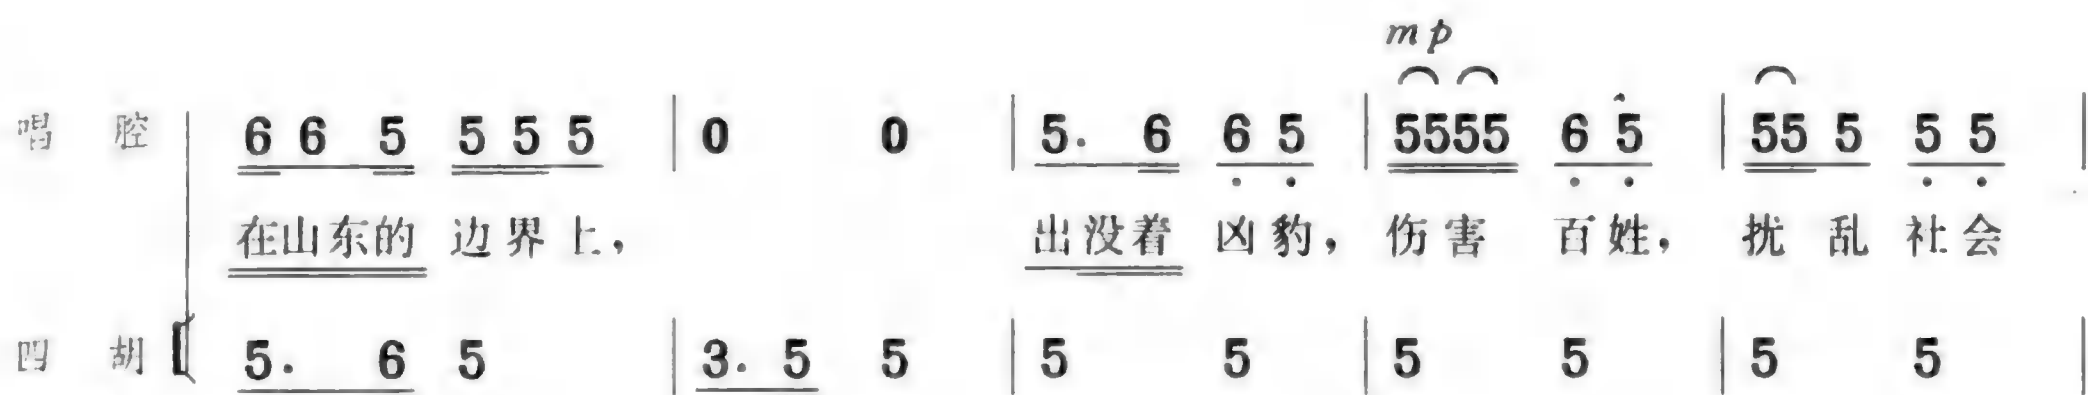 mp
唱 腔 6 6 5 5 5 5 | 0 0 | 5. 6 6 5 | 5555 6 5 | 55 5 5 5 |
在山东的 边界上， 出没着 凶豹， 伤害 百姓， 扰 乱 社会
四 胡 5. 6 5 | 3. 5 5 | 5 5 | 5 5 | 5 5 |